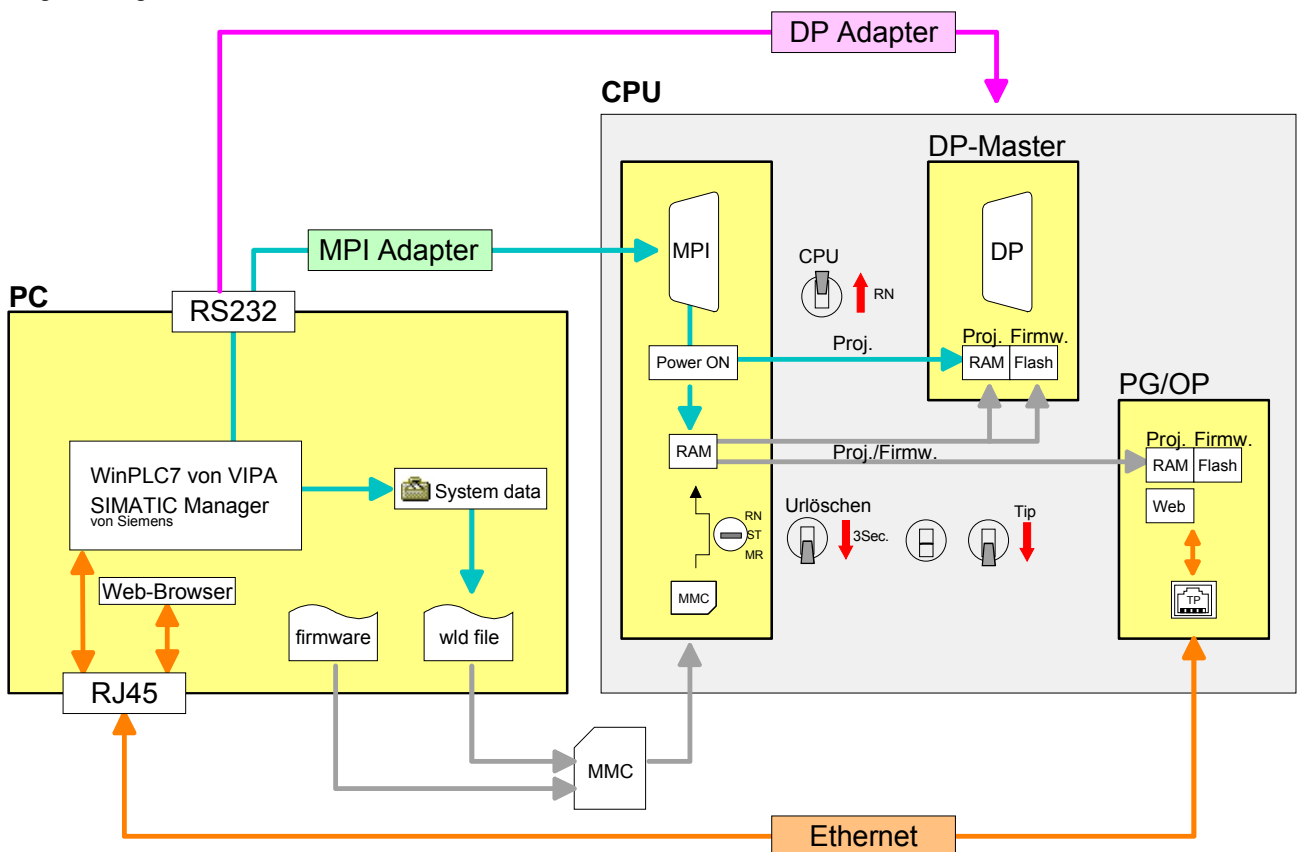 DP Adapter
CPU
DP-Master
MPI Adapter
MPI
CPU
RN
DP
PC
RS232
Proj.
Proj. Firmw.
Power ON
RAM Flash
PG/OP
RAM
Proj./Firmw.
Proj. Firmw.
RAM Flash
WinPLC7 von VIPA
SIMATIC Manager
von Siemens
System data
Web
RN
ST
MR
Urlöschen
3Sec.
Tip
Web-Browser
MMC
TP
firmware
wld file
RJ45
MMC
Ethernet